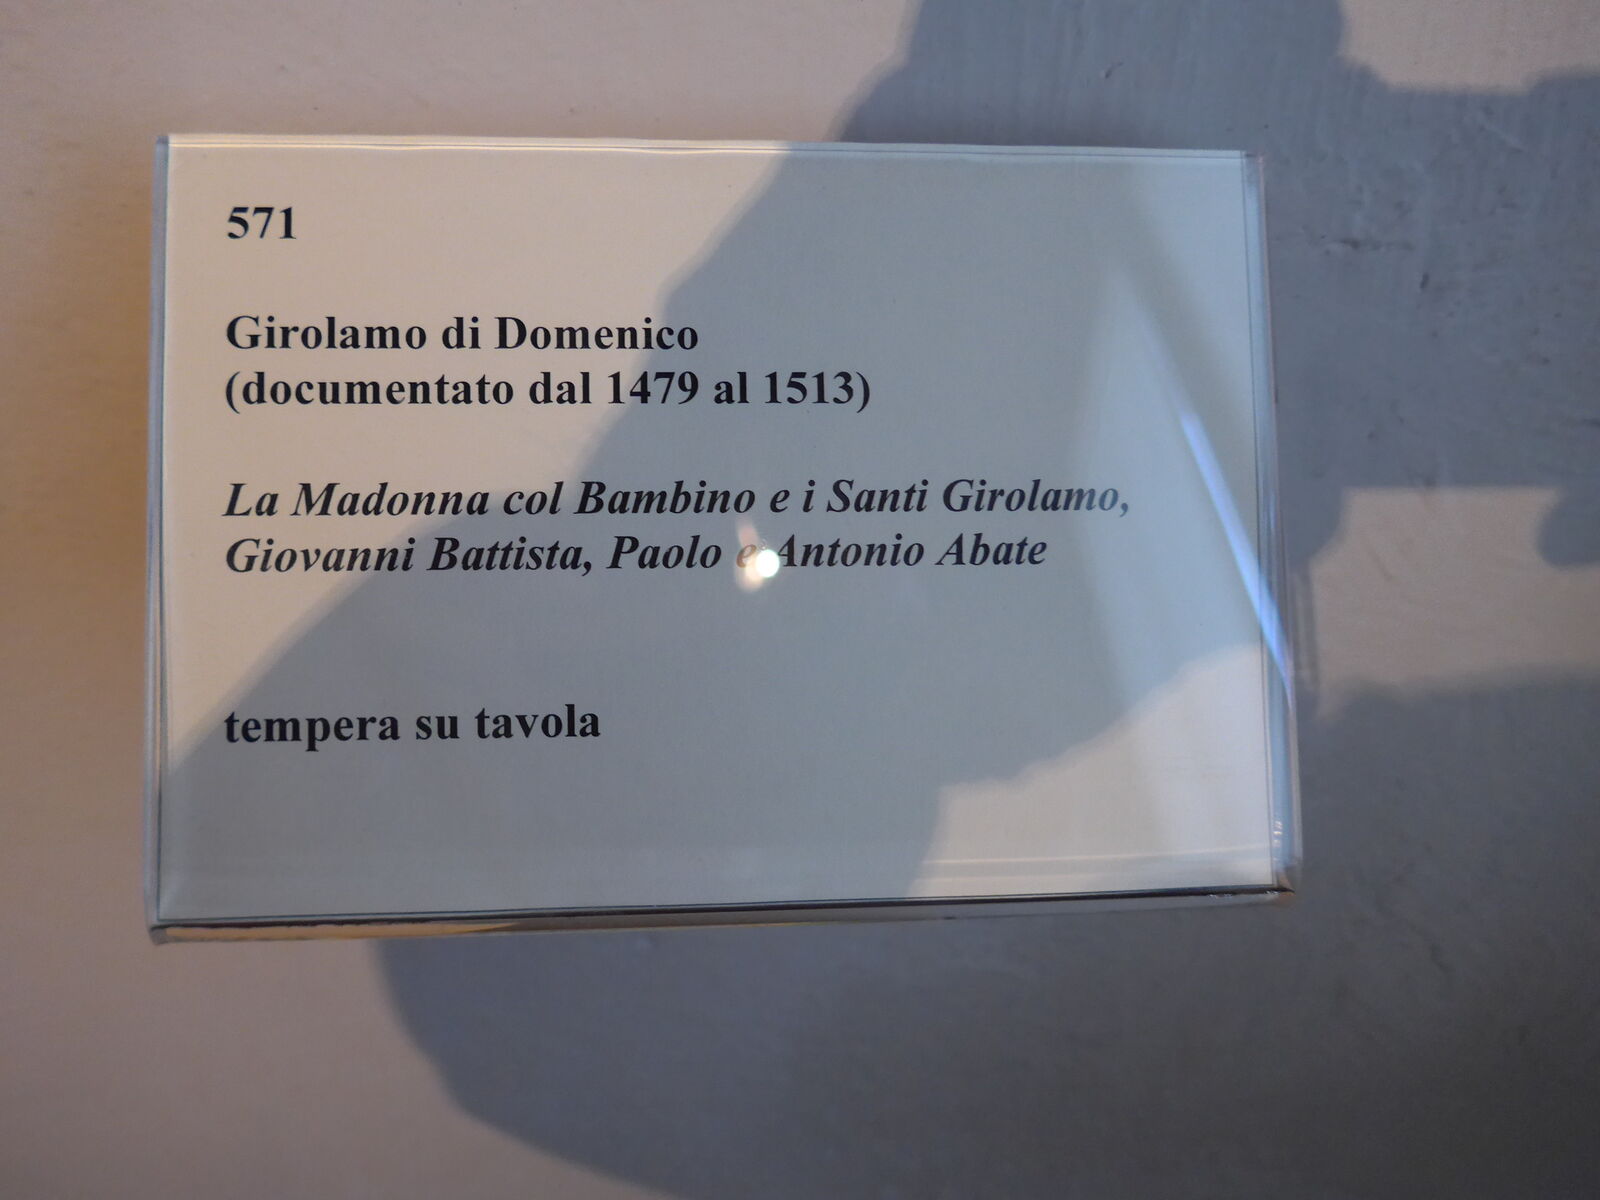 571
Girolamo di Domenico
(documentato dal 1479 al 1513)
La Madonna col Bambino e i Santi Girolamo,
Giovanni Battista, Paolo e Antonio Abate
tempera su tavola